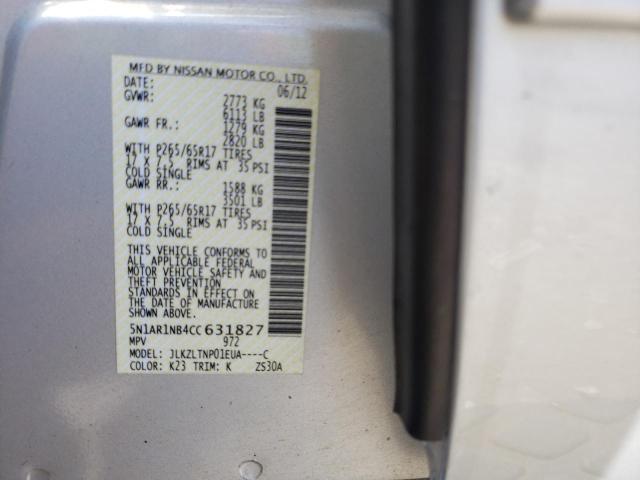 MFD BY NISSAN MOTOR CO., LTD.
DATE: 06/12
GVWR: 2773 KG
6113 LB
GAWR FR.: 1279 KG
2820 LB
WITH P265/65R17 TIRES
17 X 7.5 RIMS AT 35 PSI
COLD SINGLE
GAWR RR.: 1588 KG
3501 LB
WITH P265/65R17 TIRES
17 X 7.5 RIMS AT 35 PSI
COLD SINGLE
THIS VEHICLE CONFORMS TO
ALL APPLICABLE FEDERAL
MOTOR VEHICLE SAFETY AND
THEFT PREVENTION
STANDARDS IN EFFECT ON
THE DATE OF MANUFACTURE
5N1AR1NB4CC631827
MPV 972
MODEL: JLKZLTNP01EUA----C
COLOR: K23 TRIM: K ZS30A